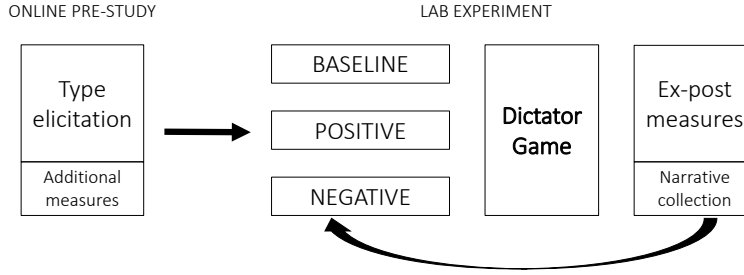 ONLINE PRE-STUDY
LAB EXPERIMENT
Type
elicitation
Additional
measures
BASELINE
POSITIVE
NEGATIVE
Dictator
Game
Ex-post
measures
Narrative
collection